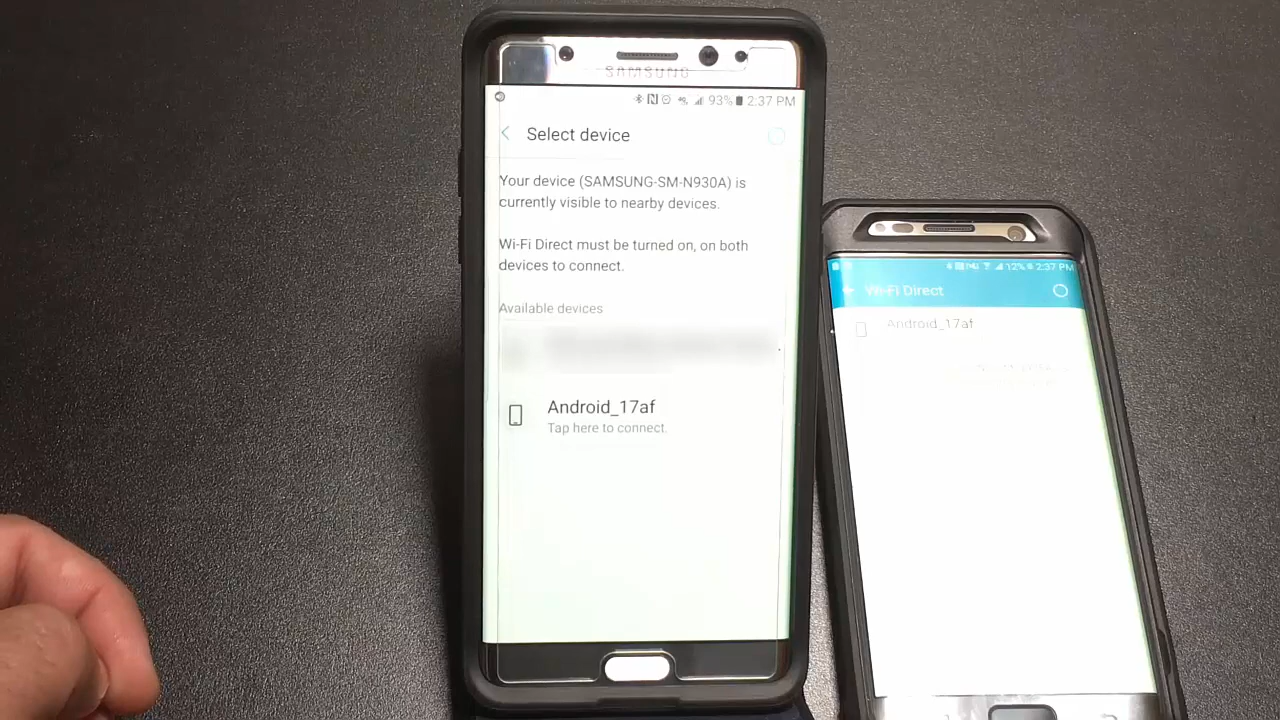 SAMSUNG
93% 2:37 PM
Select device
Your device (SAMSUNG-SM-N930A) is
currently visible to nearby devices.
Wi-Fi Direct must be turned on, on both
devices to connect.
Available devices
Android_17af
Tap here to connect.
12% 2:37 PM
Wi-Fi Direct
Android_17af